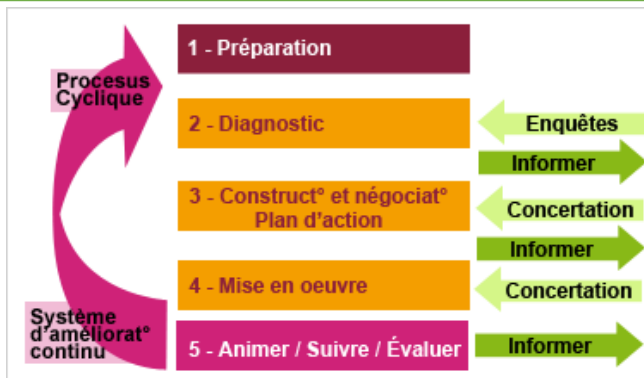 1 - Préparation
Procesus
Cyclique
2 - Diagnostic
Enquêtes
Informer
3 - Construct° et négociat°
Plan d'action
Concertation
Informer
4 - Mise en oeuvre
Concertation
Système
d'améliorat°
continu
5 - Animer / Suivre / Évaluer
Informer